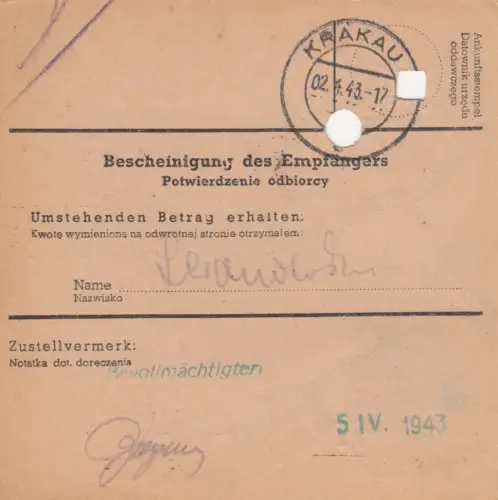 KRAKAU
02.4.43.-17
Ankunftsstempel
Datownik urzędu
oddawczego
Bescheinigung des Empfängers
Potwierdzenie odbiorcy
Umstehenden Betrag erhalten:
Kwotę wymienioną na odwrotnej stronie otrzymałem:
Name
Nazwisko
Zustellvermerk:
Notatka dot. doręczenia
Bevollmächtigten
5 IV. 1943